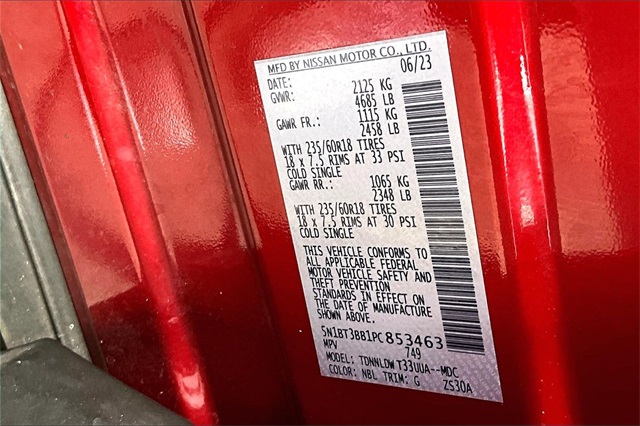 MFD BY NISSAN MOTOR CO., LTD.
DATE: 06/23
GVWR: 2125 KG
4685 LB
GAWR FR.: 1115 KG
2458 LB
WITH 235/60R18 TIRES
18 x 7.5 RIMS AT 33 PSI
COLD SINGLE
GAWR RR.: 1065 KG
2348 LB
WITH 235/60R18 TIRES
18 x 7.5 RIMS AT 30 PSI
COLD SINGLE
THIS VEHICLE CONFORMS TO
ALL APPLICABLE FEDERAL
MOTOR VEHICLE SAFETY AND
THEFT PREVENTION
STANDARDS IN EFFECT ON
THE DATE OF MANUFACTURE
SHOWN ABOVE.
5N1BT3BB1PC853463
MPV 749
MODEL: TDNNLDW T33UUA--MDC
COLOR: NBL TRIM: G ZS30A